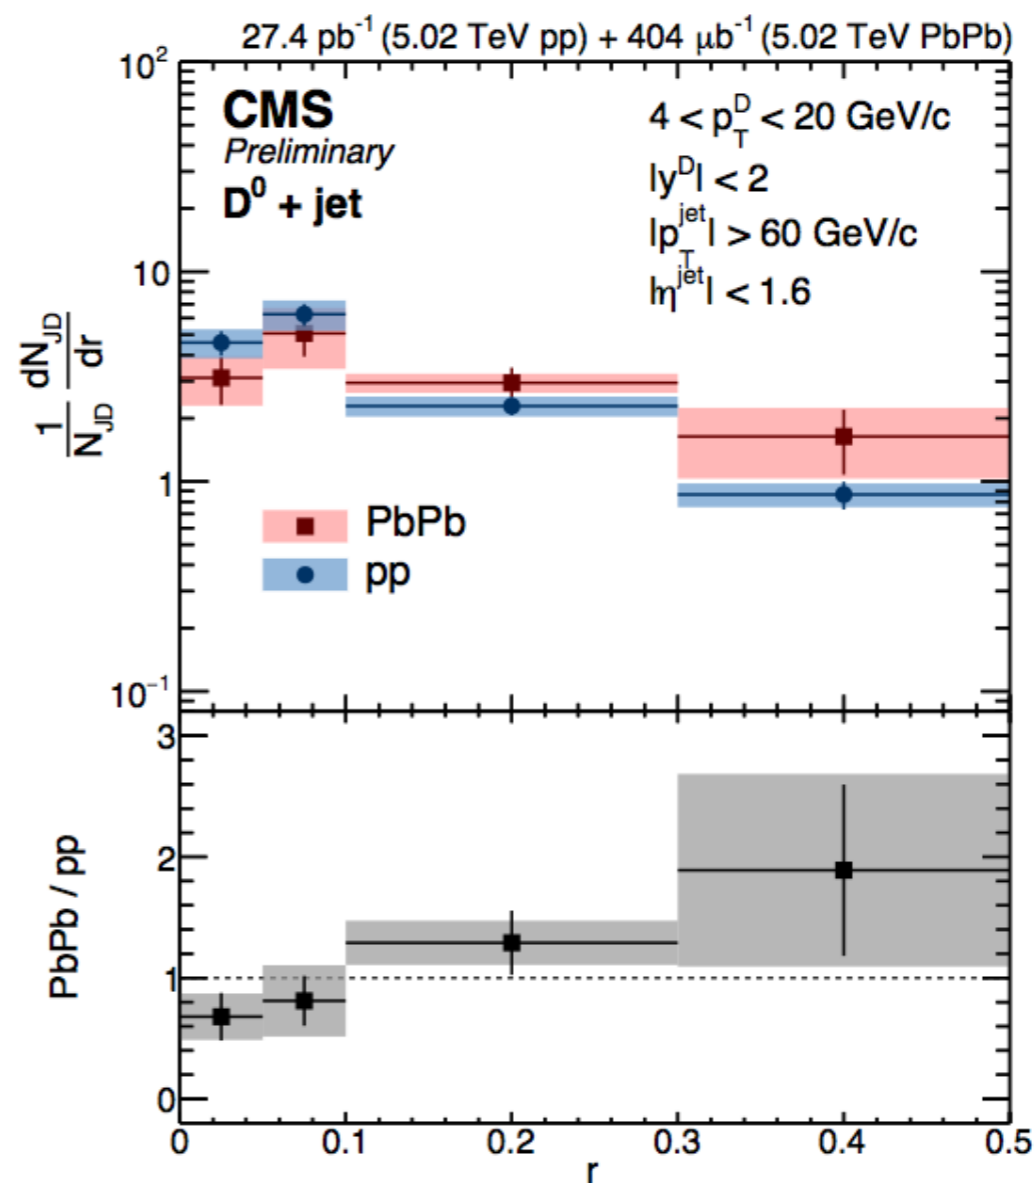 27.4 pb⁻¹ (5.02 TeV pp) + 404 μb⁻¹ (5.02 TeV PbPb)
10²
CMS
Preliminary
D⁰ + jet
4 < p_T^D < 20 GeV/c
|y^D| < 2
|p_T^jet| > 60 GeV/c
|η^jet| < 1.6
10
1/N_JD dN_JD/dr
1
PbPb
pp
10⁻¹
3
2
PbPb / pp
1
0
0 0.1 0.2 0.3 0.4 0.5
r